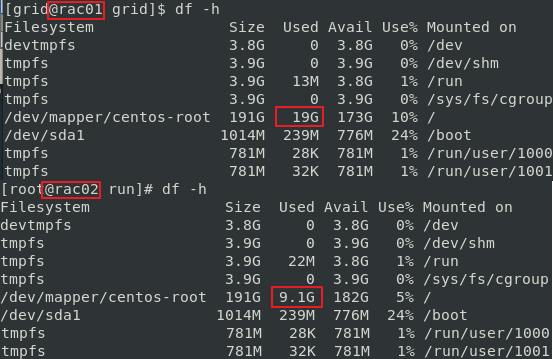 [grid@rac01 grid]$ df -h
Filesystem Size Used Avail Use% Mounted on
devtmpfs 3.8G 0 3.8G 0% /dev
tmpfs 3.9G 0 3.9G 0% /dev/shm
tmpfs 3.9G 13M 3.8G 1% /run
tmpfs 3.9G 0 3.9G 0% /sys/fs/cgroup
/dev/mapper/centos-root 191G 19G 173G 10% /
/dev/sda1 1014M 239M 776M 24% /boot
tmpfs 781M 28K 781M 1% /run/user/1000
tmpfs 781M 32K 781M 1% /run/user/1001
[root@rac02 run]# df -h
Filesystem Size Used Avail Use% Mounted on
devtmpfs 3.8G 0 3.8G 0% /dev
tmpfs 3.9G 0 3.9G 0% /dev/shm
tmpfs 3.9G 22M 3.8G 1% /run
tmpfs 3.9G 0 3.9G 0% /sys/fs/cgroup
/dev/mapper/centos-root 191G 9.1G 182G 5% /
/dev/sda1 1014M 239M 776M 24% /boot
tmpfs 781M 28K 781M 1% /run/user/1000
tmpfs 781M 32K 781M 1% /run/user/1001